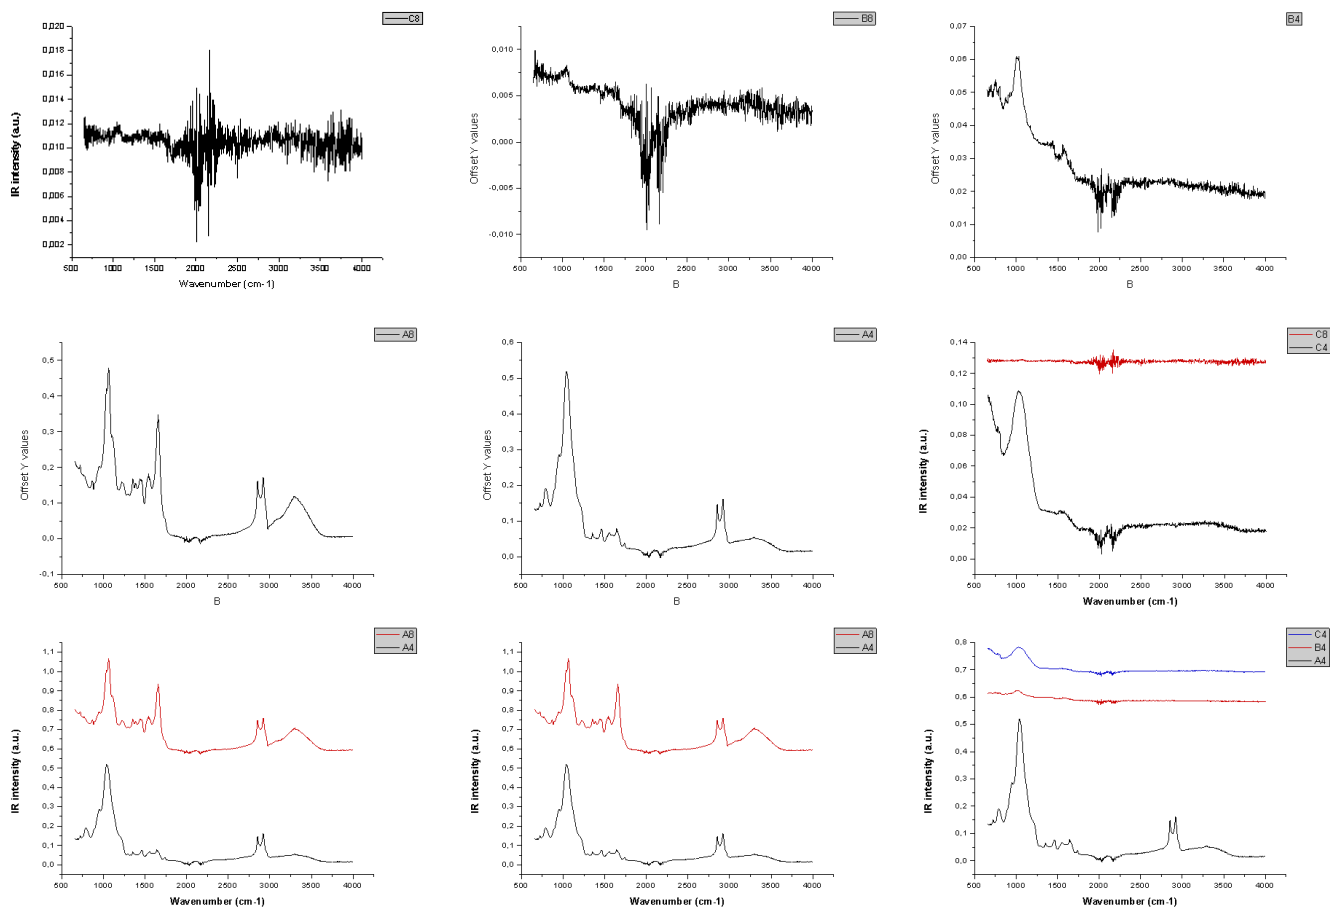 C8
0,020
0,018
0,016
0,014
0,012
0,010
0,008
0,006
0,004
0,002
IR intensity (a.u.)
500 1000 1500 2000 2500 3000 3500 4000
Wavenumber (cm-1)
B8
0,010
0,005
0,000
-0,005
-0,010
Offset Y values
500 1000 1500 2000 2500 3000 3500 4000
B
B4
0,07
0,06
0,05
0,04
0,03
0,02
0,01
0,00
Offset Y values
500 1000 1500 2000 2500 3000 3500 4000
B
A8
0,5
0,4
0,3
0,2
0,1
0,0
-0,1
Offset Y values
500 1000 1500 2000 2500 3000 3500 4000
B
A4
0,6
0,5
0,4
0,3
0,2
0,1
0,0
Offset Y values
500 1000 1500 2000 2500 3000 3500 4000
B
C8
C4
0,14
0,12
0,10
0,08
0,06
0,04
0,02
0,00
IR intensity (a.u.)
500 1000 1500 2000 2500 3000 3500 4000
Wavenumber (cm-1)
A8
A4
1,1
1,0
0,9
0,8
0,7
0,6
0,5
0,4
0,3
0,2
0,1
0,0
IR intensity (a.u.)
500 1000 1500 2000 2500 3000 3500 4000
Wavenumber (cm-1)
A8
A4
1,1
1,0
0,9
0,8
0,7
0,6
0,5
0,4
0,3
0,2
0,1
0,0
IR intensity (a.u.)
500 1000 1500 2000 2500 3000 3500 4000
Wavenumber (cm-1)
C4
B4
A4
0,8
0,7
0,6
0,5
0,4
0,3
0,2
0,1
0,0
IR intensity (a.u.)
500 1000 1500 2000 2500 3000 3500 4000
Wavenumber (cm-1)